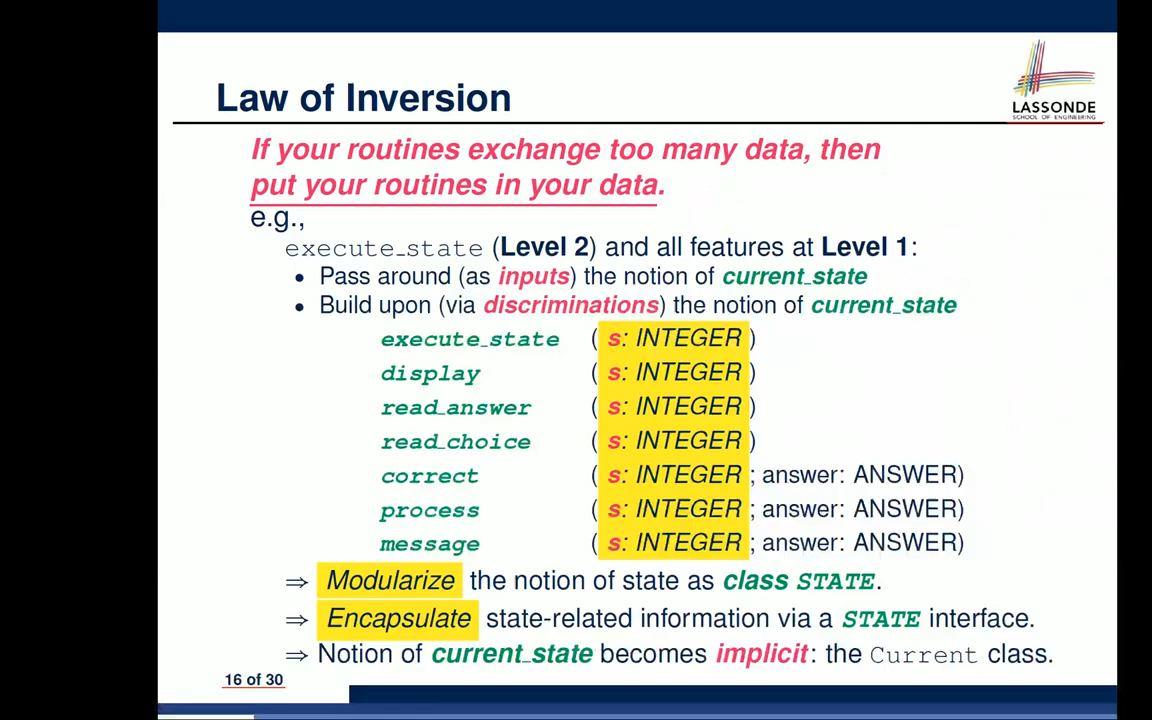 Law of Inversion
LASSONDE
SCHOOL OF ENGINEERING
If your routines exchange too many data, then
put your routines in your data.
e.g.,
execute_state (Level 2) and all features at Level 1:
• Pass around (as inputs) the notion of current_state
• Build upon (via discriminations) the notion of current_state
execute_state ( s: INTEGER )
display ( s: INTEGER )
read_answer ( s: INTEGER )
read_choice ( s: INTEGER )
correct ( s: INTEGER ; answer: ANSWER)
process ( s: INTEGER ; answer: ANSWER)
message ( s: INTEGER ; answer: ANSWER)
⇒ Modularize the notion of state as class STATE.
⇒ Encapsulate state-related information via a STATE interface.
⇒ Notion of current_state becomes implicit: the Current class.
16 of 30